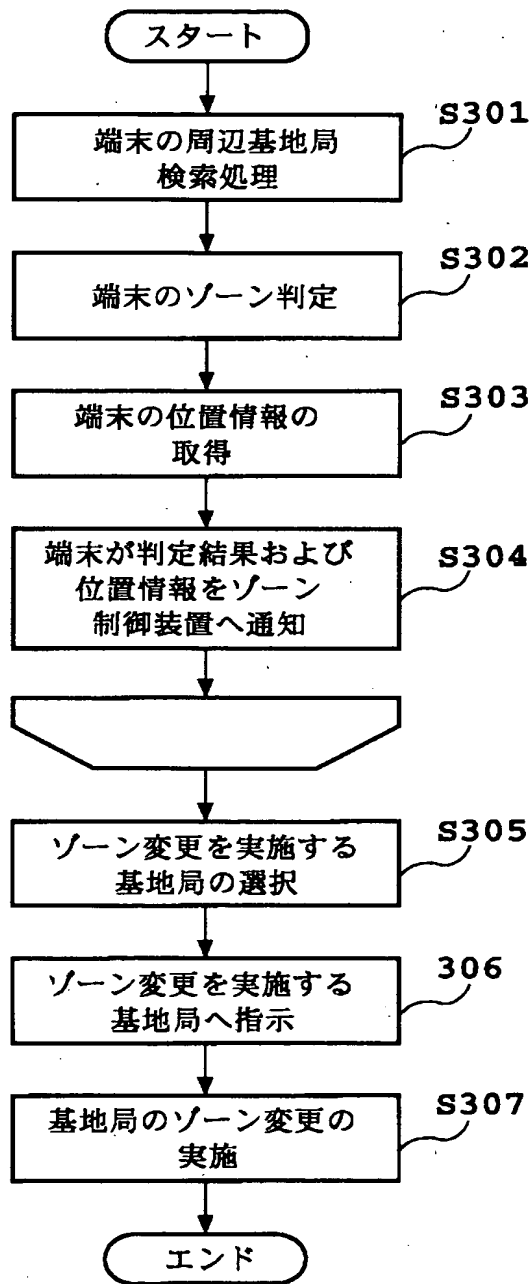 スタート
S301
端末の周辺基地局
検索処理
S302
端末のゾーン判定
S303
端末の位置情報の
取得
S304
端末が判定結果および
位置情報をゾーン
制御装置へ通知
S305
ゾーン変更を実施する
基地局の選択
306
ゾーン変更を実施する
基地局へ指示
S307
基地局のゾーン変更の
実施
エンド